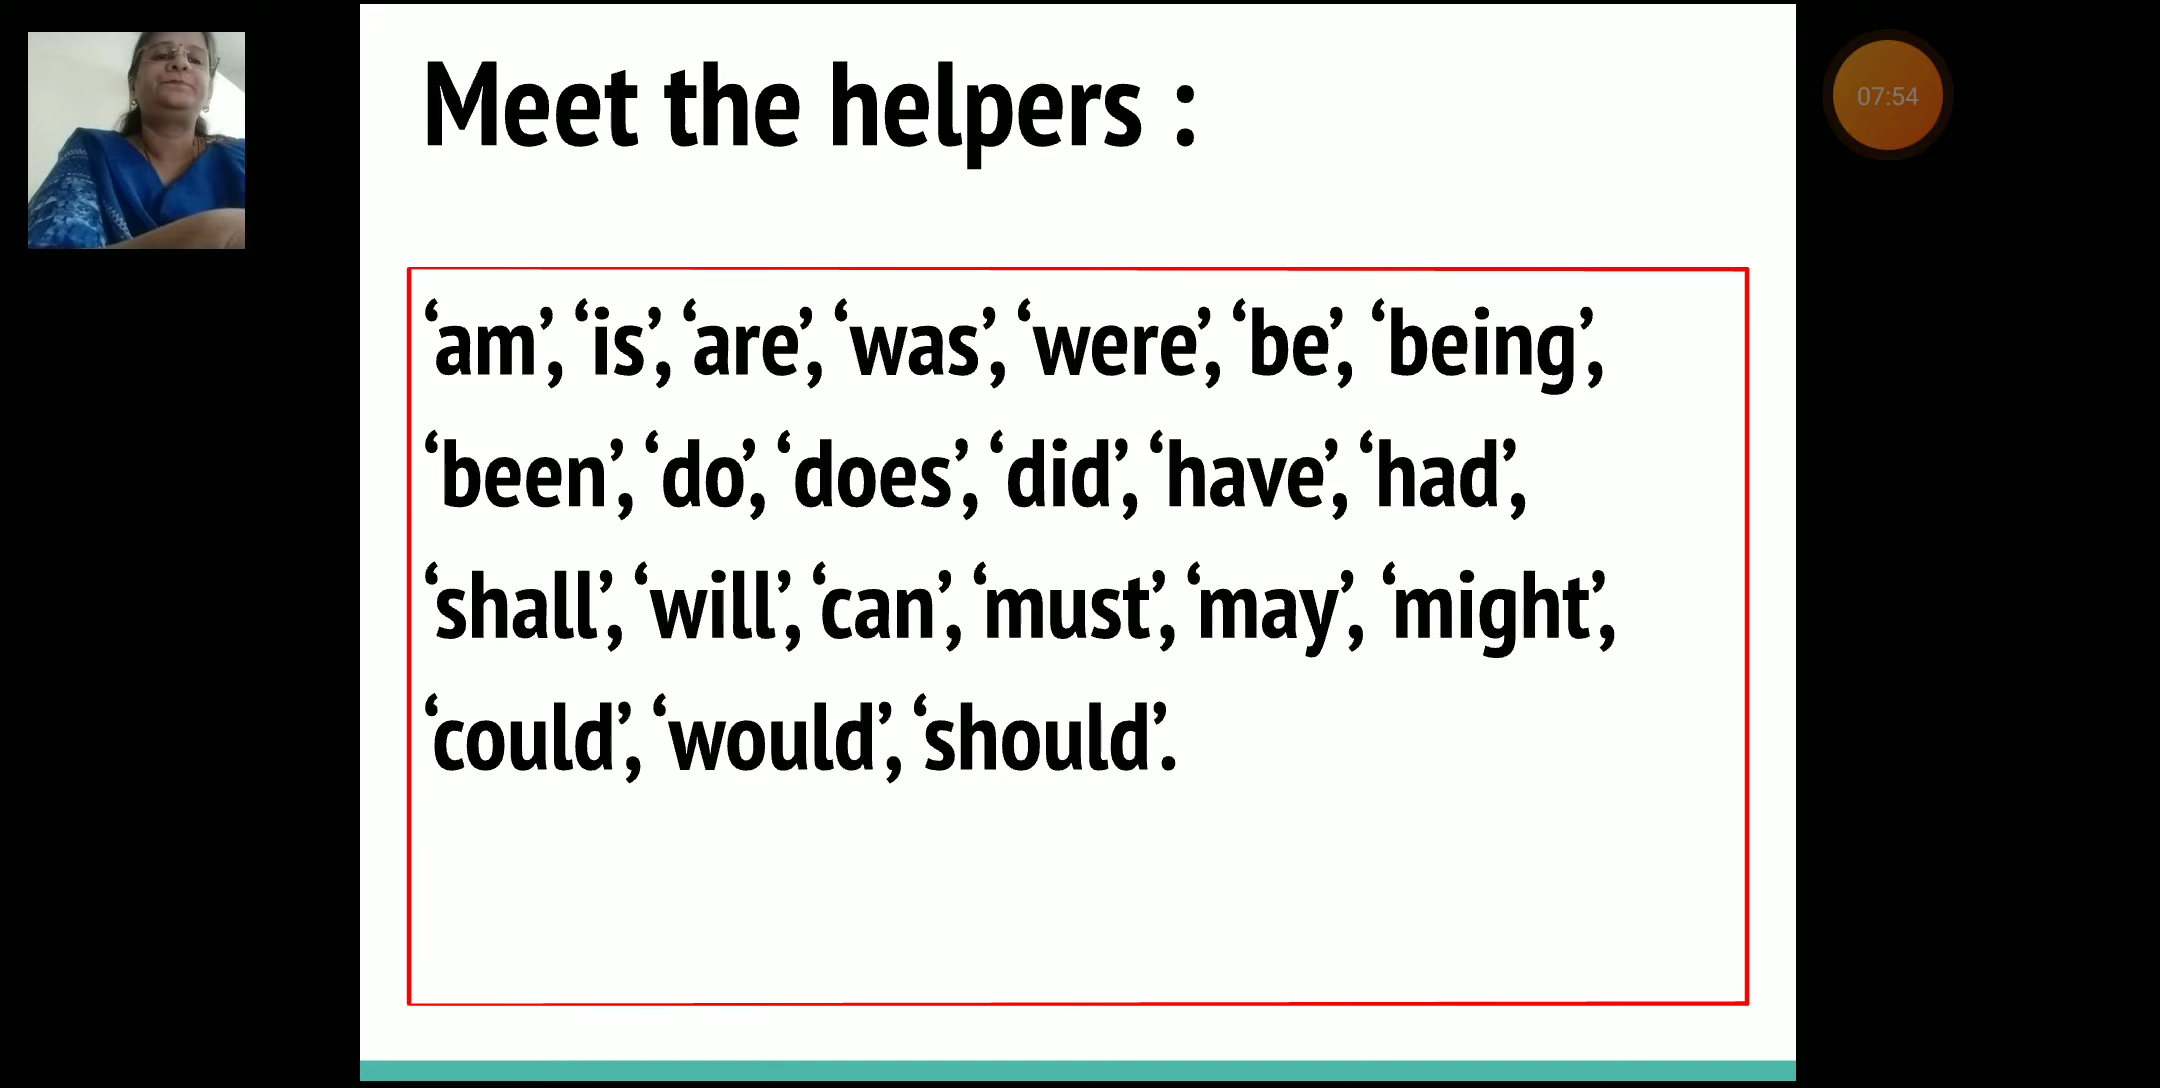 Meet the helpers :
07:54
‘am’, ‘is’, ‘are’, ‘was’, ‘were’, ‘be’, ‘being’,
‘been’, ‘do’, ‘does’, ‘did’, ‘have’, ‘had’,
‘shall’, ‘will’, ‘can’, ‘must’, ‘may’, ‘might’,
‘could’, ‘would’, ‘should’.